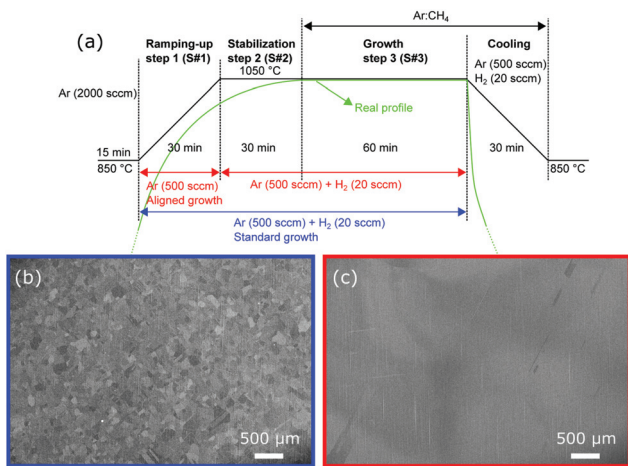 Ar:CH₄
(a)
Ramping-up
step 1 (S#1)
Stabilization
step 2 (S#2)
Growth
step 3 (S#3)
Cooling
1050 °C
Ar (500 sccm)
H₂ (20 sccm)
Ar (2000 sccm)
Real profile
15 min
30 min
30 min
60 min
30 min
850 °C
850 °C
Ar (500 sccm)
Aligned growth
Ar (500 sccm) + H₂ (20 sccm)
Ar (500 sccm) + H₂ (20 sccm)
Standard growth
(b)
500 µm
(c)
500 µm